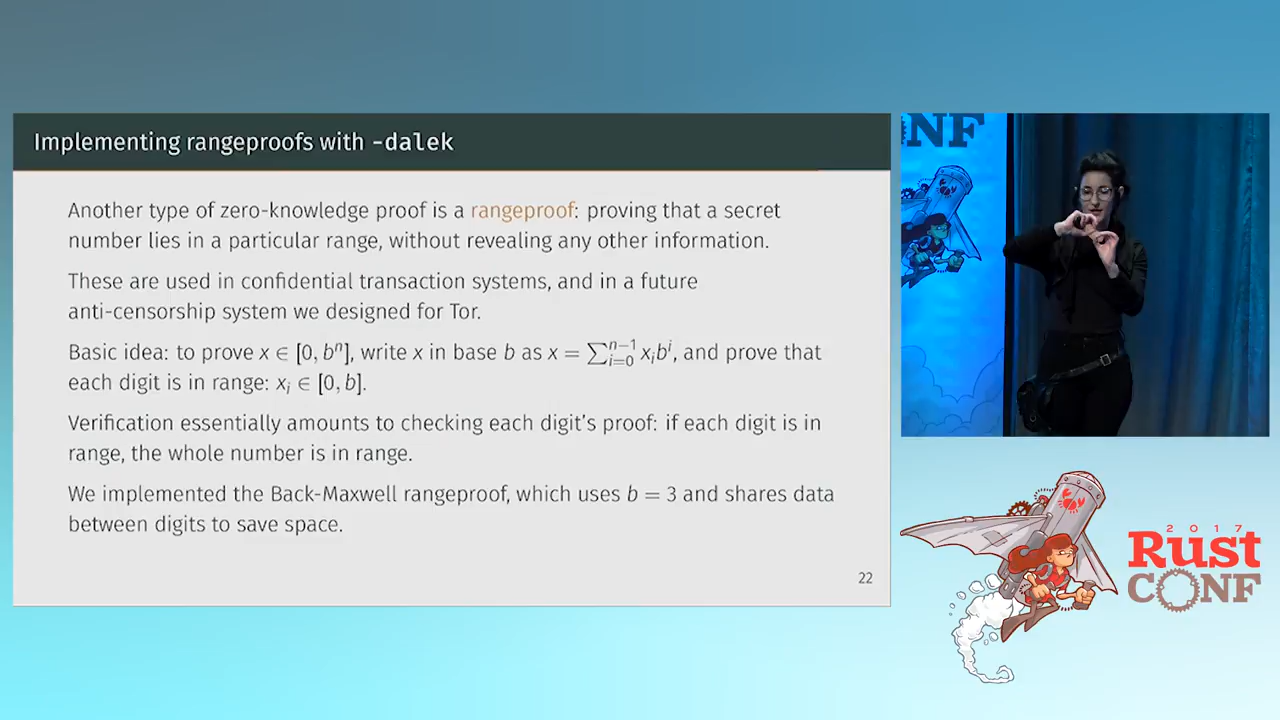 Implementing rangeproofs with -dalek
Another type of zero-knowledge proof is a rangeproof: proving that a secret
number lies in a particular range, without revealing any other information.
These are used in confidential transaction systems, and in a future
anti-censorship system we designed for Tor.
Basic idea: to prove x ∈ [0, bⁿ], write x in base b as x = ∑ⁿ⁻¹ᵢ₌₀ xᵢbⁱ, and prove that
each digit is in range: xᵢ ∈ [0, b].
Verification essentially amounts to checking each digit's proof: if each digit is in
range, the whole number is in range.
We implemented the Back-Maxwell rangeproof, which uses b = 3 and shares data
between digits to save space.
22
NF
2017
Rust
CONF